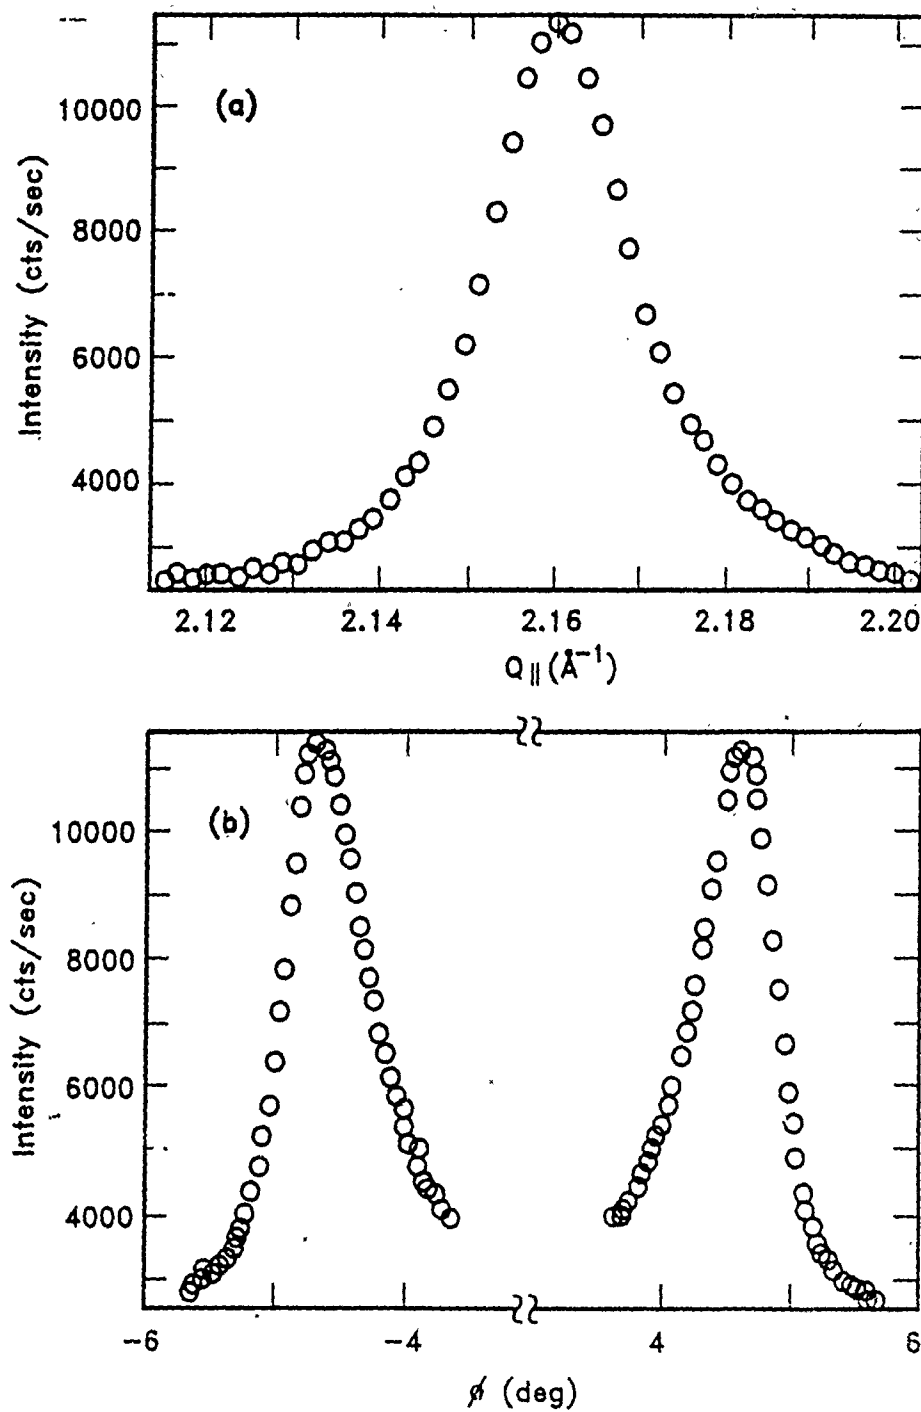 (a)
10000
8000
6000
4000
Intensity (cts/sec)
2.12 2.14 2.16 2.18 2.20
Q∥(Å⁻¹)
(b)
10000
8000
6000
4000
Intensity (cts/sec)
−6 −4 4 6
ϕ (deg)